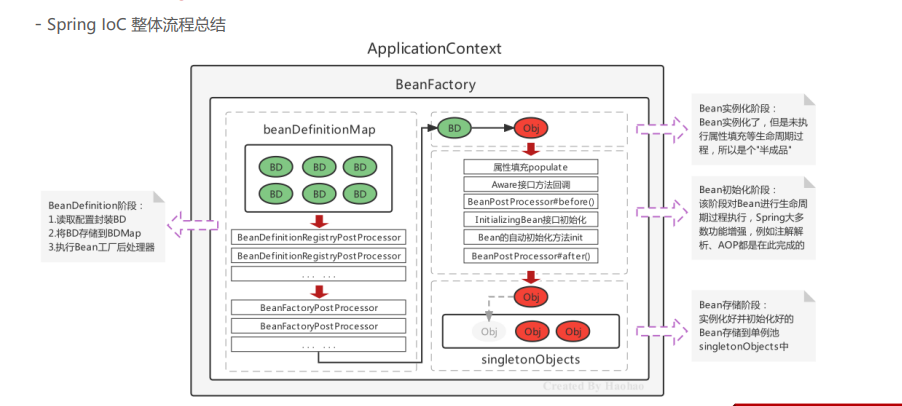 - Spring IoC 整体流程总结
ApplicationContext
BeanFactory
beanDefinitionMap
BD BD BD
BD BD BD
BeanDefinitionRegistryPostProcessor
BeanDefinitionRegistryPostProcessor
... ...
BeanFactoryPostProcessor
BeanFactoryPostProcessor
... ...
BeanDefinition阶段：
1.读取配置封装BD
2.将BD存储到BDMap
3.执行Bean工厂后处理器
BD
Obj
属性填充populate
Aware接口方法回调
BeanPostProcessor#before()
InitializingBean接口初始化
Bean的自动初始化方法init
BeanPostProcessor#after()
Obj
Obj Obj Obj
singletonObjects
Bean实例化阶段：
Bean实例化了，但是未执
行属性填充等生命周期过
程，所以是个"半成品"
Bean初始化阶段：
该阶段对Bean进行生命周
期过程执行，Spring大多
数功能增强，例如注解解
析、AOP都是在此完成的
Bean存储阶段：
实例化好并初始化好的
Bean存储到单例池
singletonObjects中
Created By Haohao